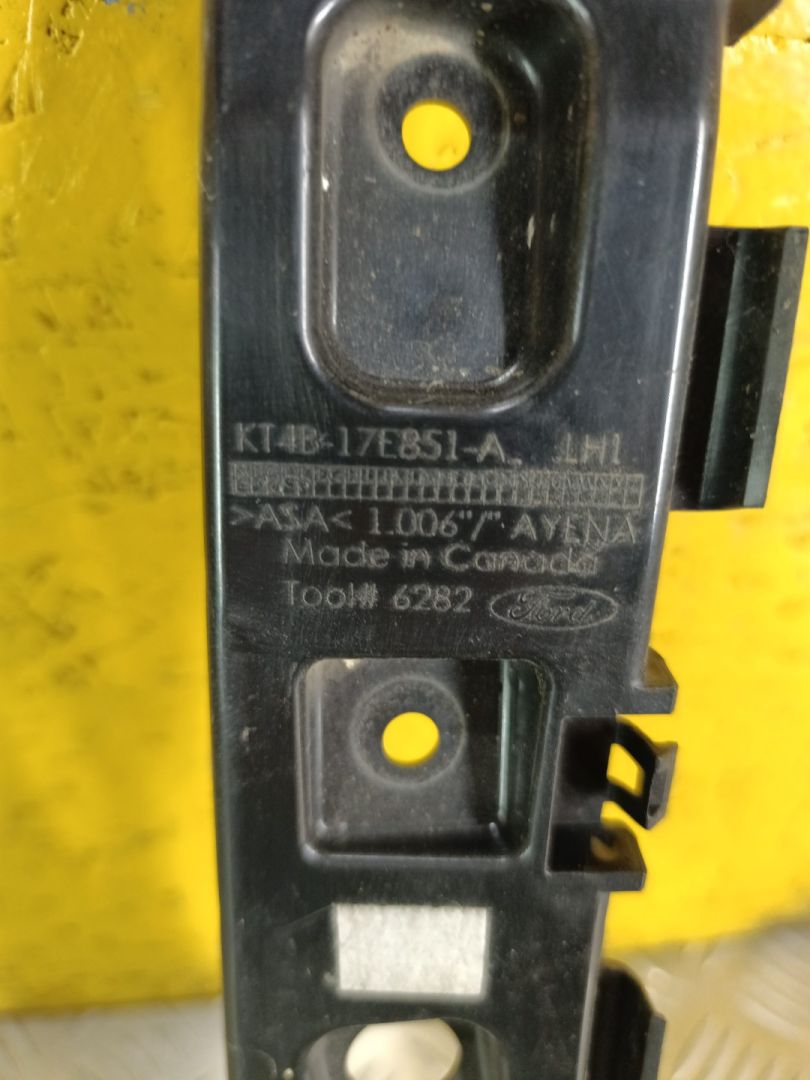 KT4B-17E851-A LH1
>ASA< 1.006"/" AYENA
Made in Canada
Tool# 6282 Ford